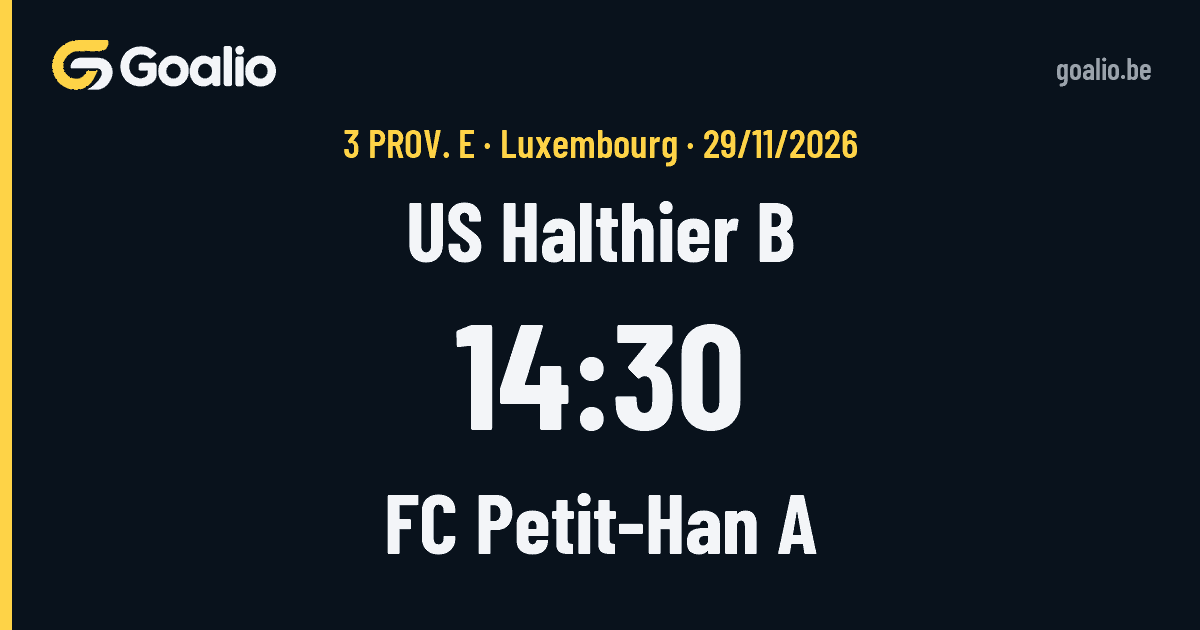 Goalio
goalio.be
3 PROV. E · Luxembourg · 29/11/2026
US Halthier B
14:30
FC Petit-Han A